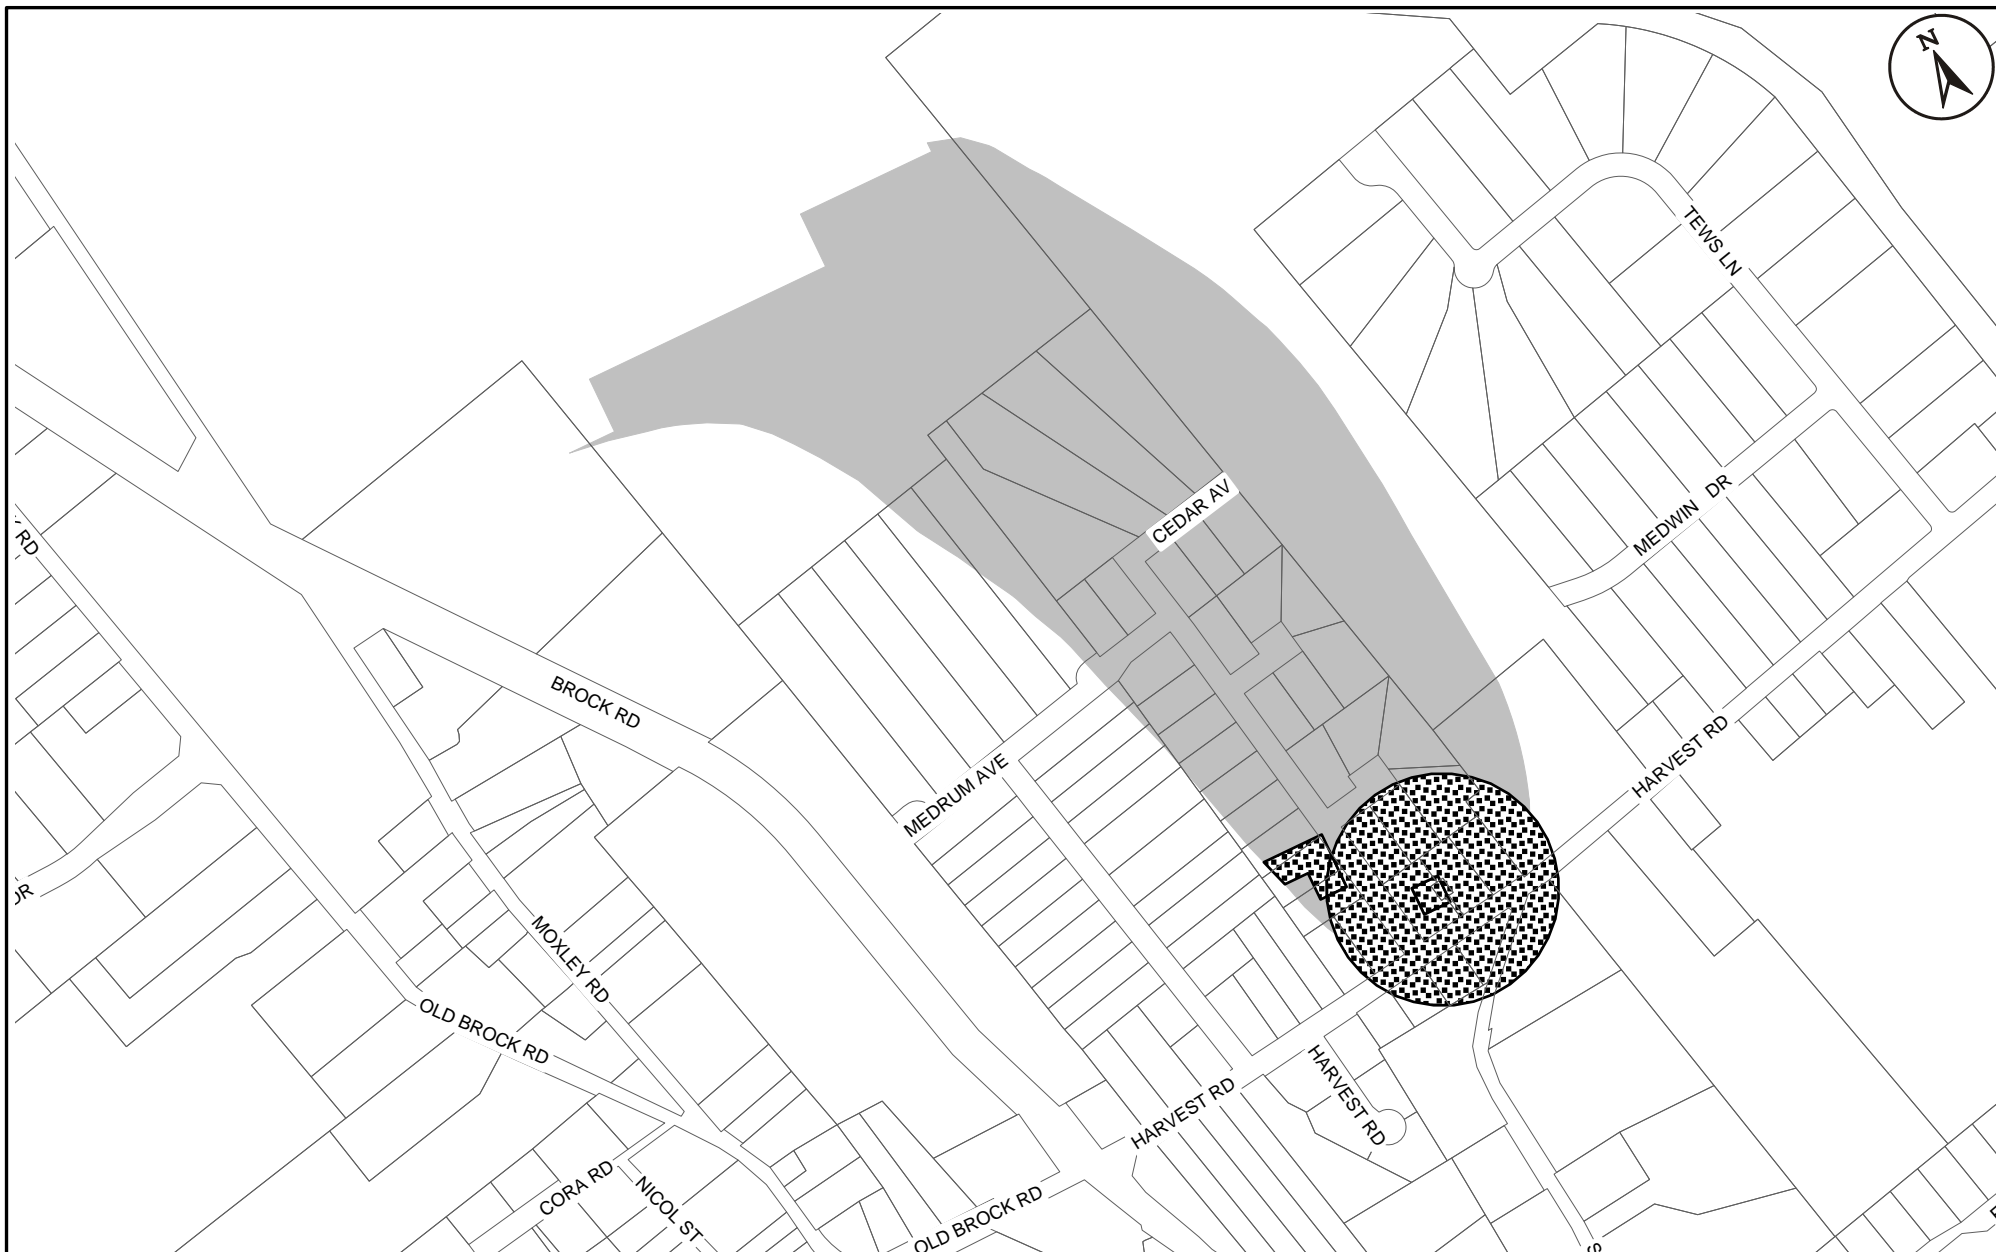 N
TEWS LN
CEDAR AV
MEDWIN DR
RD
BROCK RD
HARVEST RD
MEDRUM AVE
MOXLEY RD
OLD BROCK RD
HARVEST RD
HARVEST RD
CORA RD
NICOL ST
OLD BROCK RD